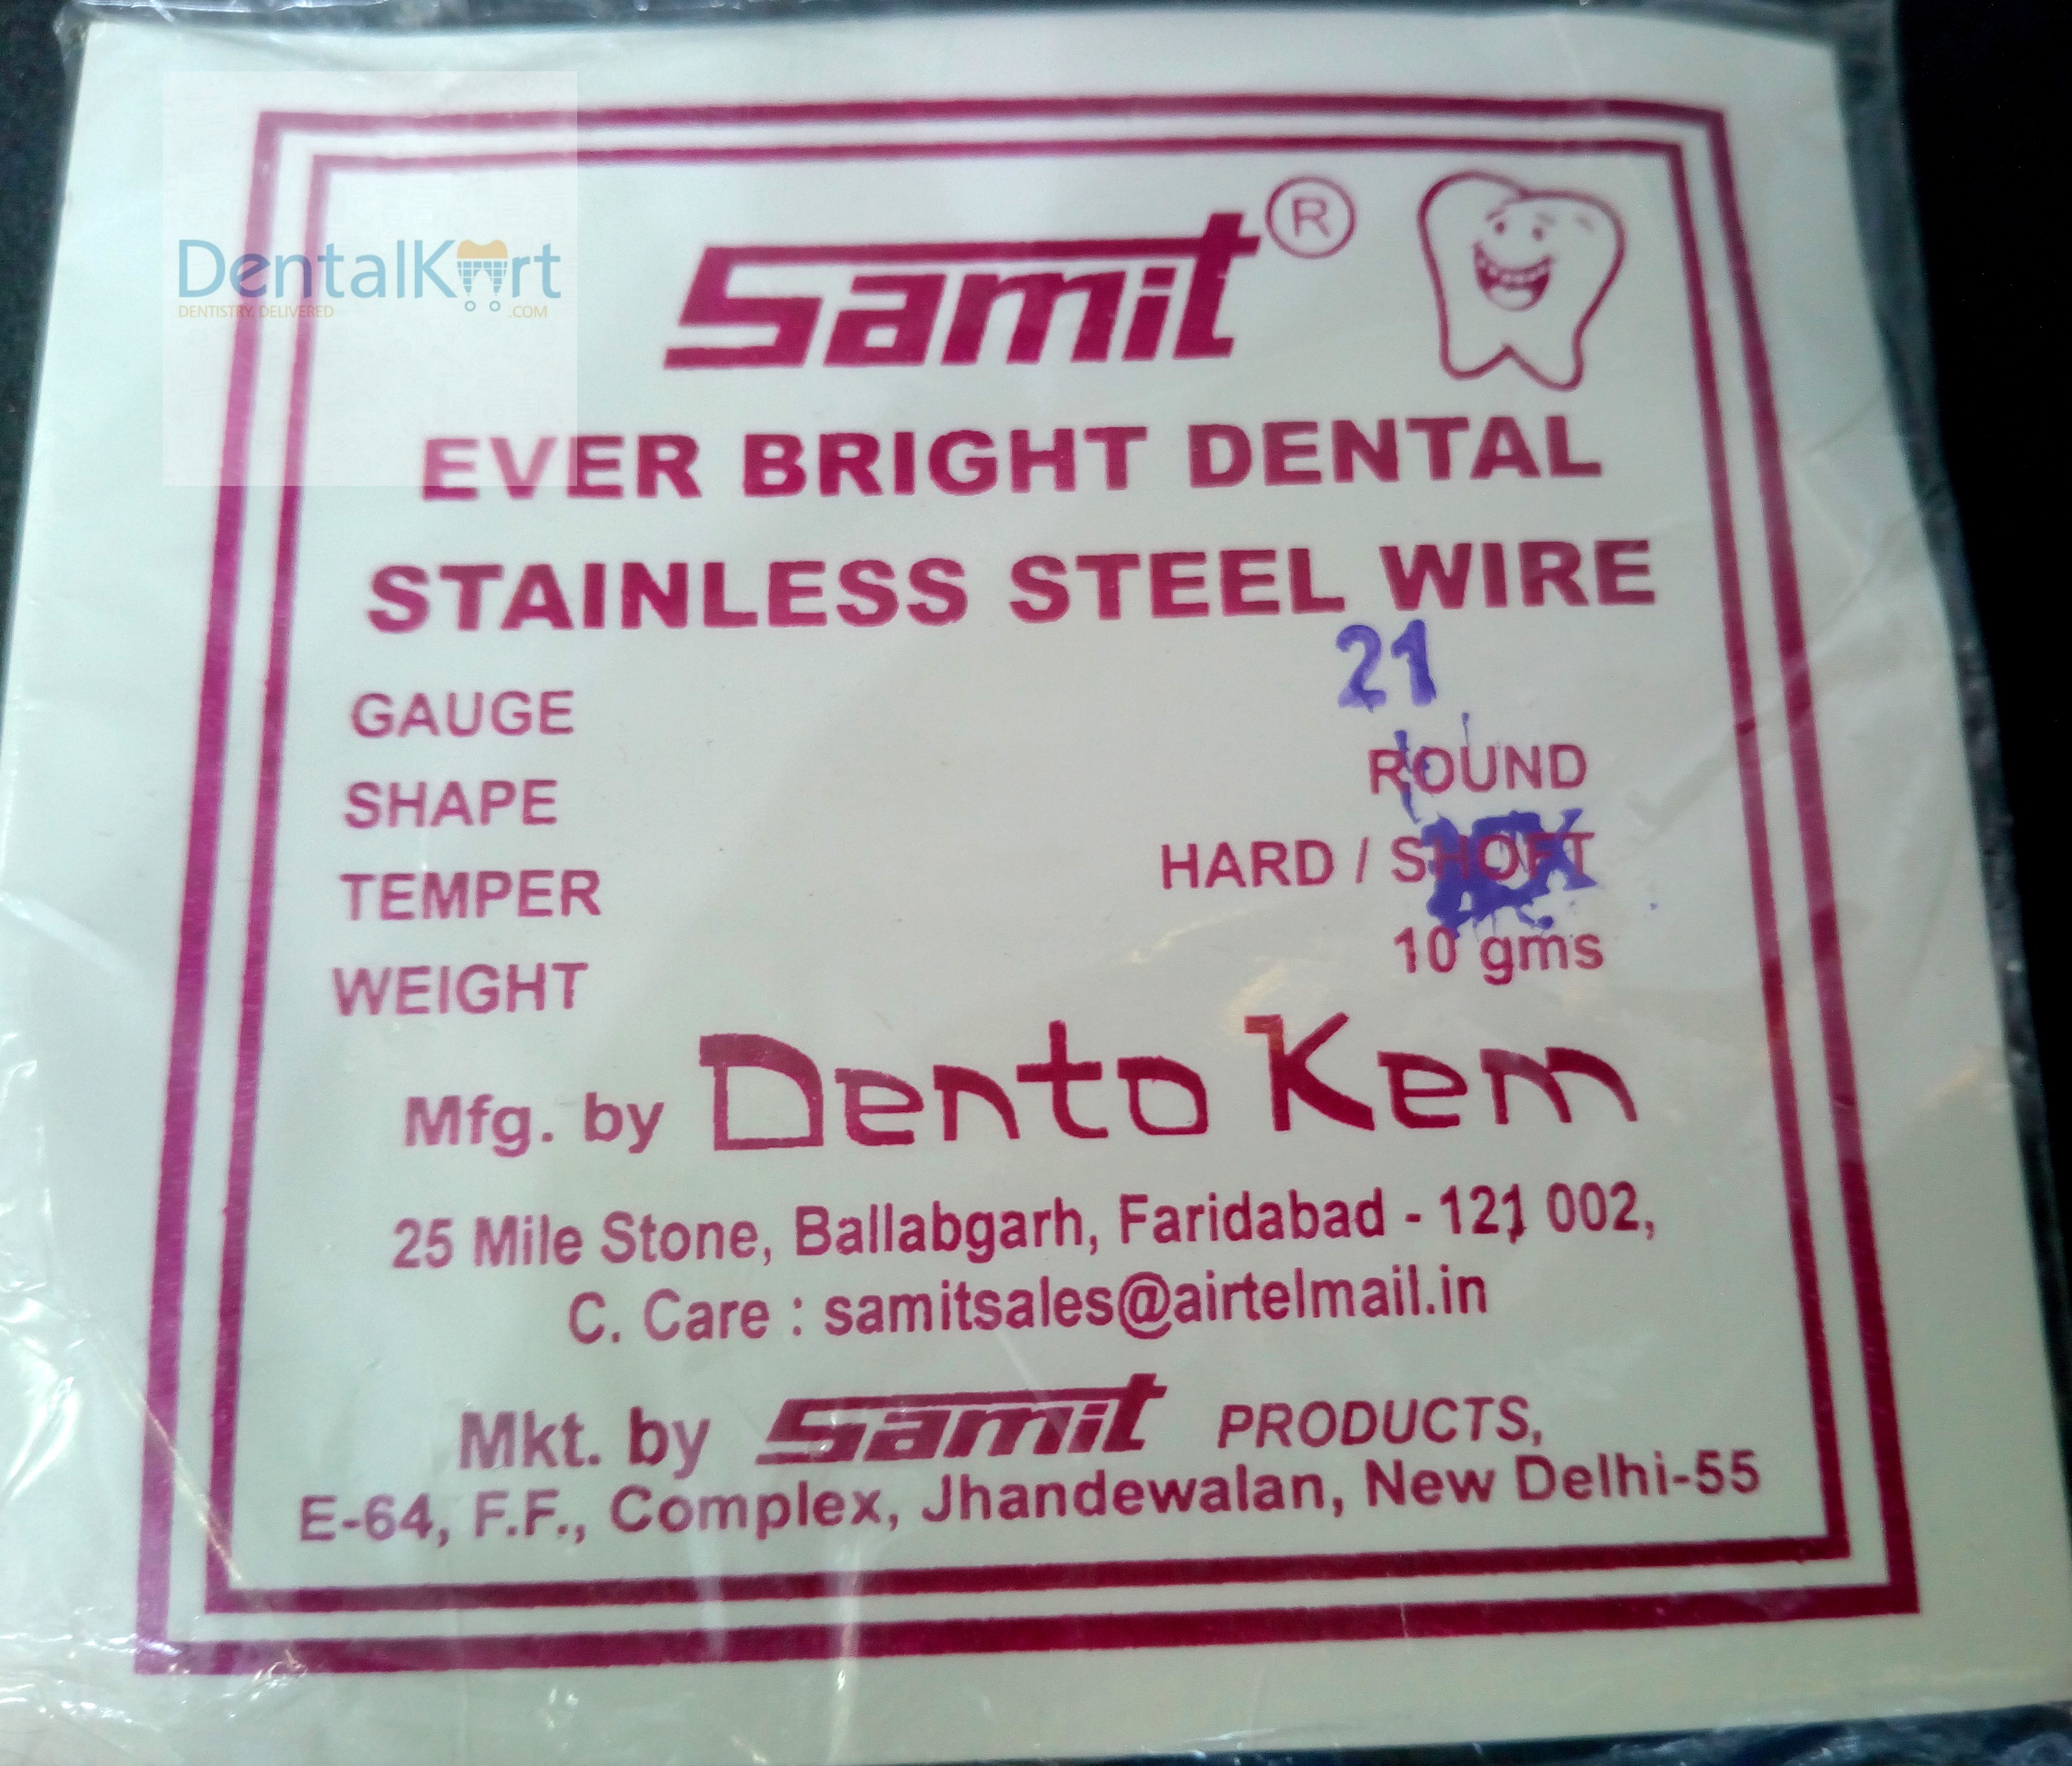 DentalKart
DENTISTRY, DELIVERED .COM
Samit ®
EVER BRIGHT DENTAL
STAINLESS STEEL WIRE
GAUGE 21
SHAPE ROUND
TEMPER HARD / SHOFT
WEIGHT 10 gms
Mfg. by Dento Kem
25 Mile Stone, Ballabgarh, Faridabad - 121 002,
C. Care : samitsales@airtelmail.in
Mkt. by Samit PRODUCTS,
E-64, F.F., Complex, Jhandewalan, New Delhi-55